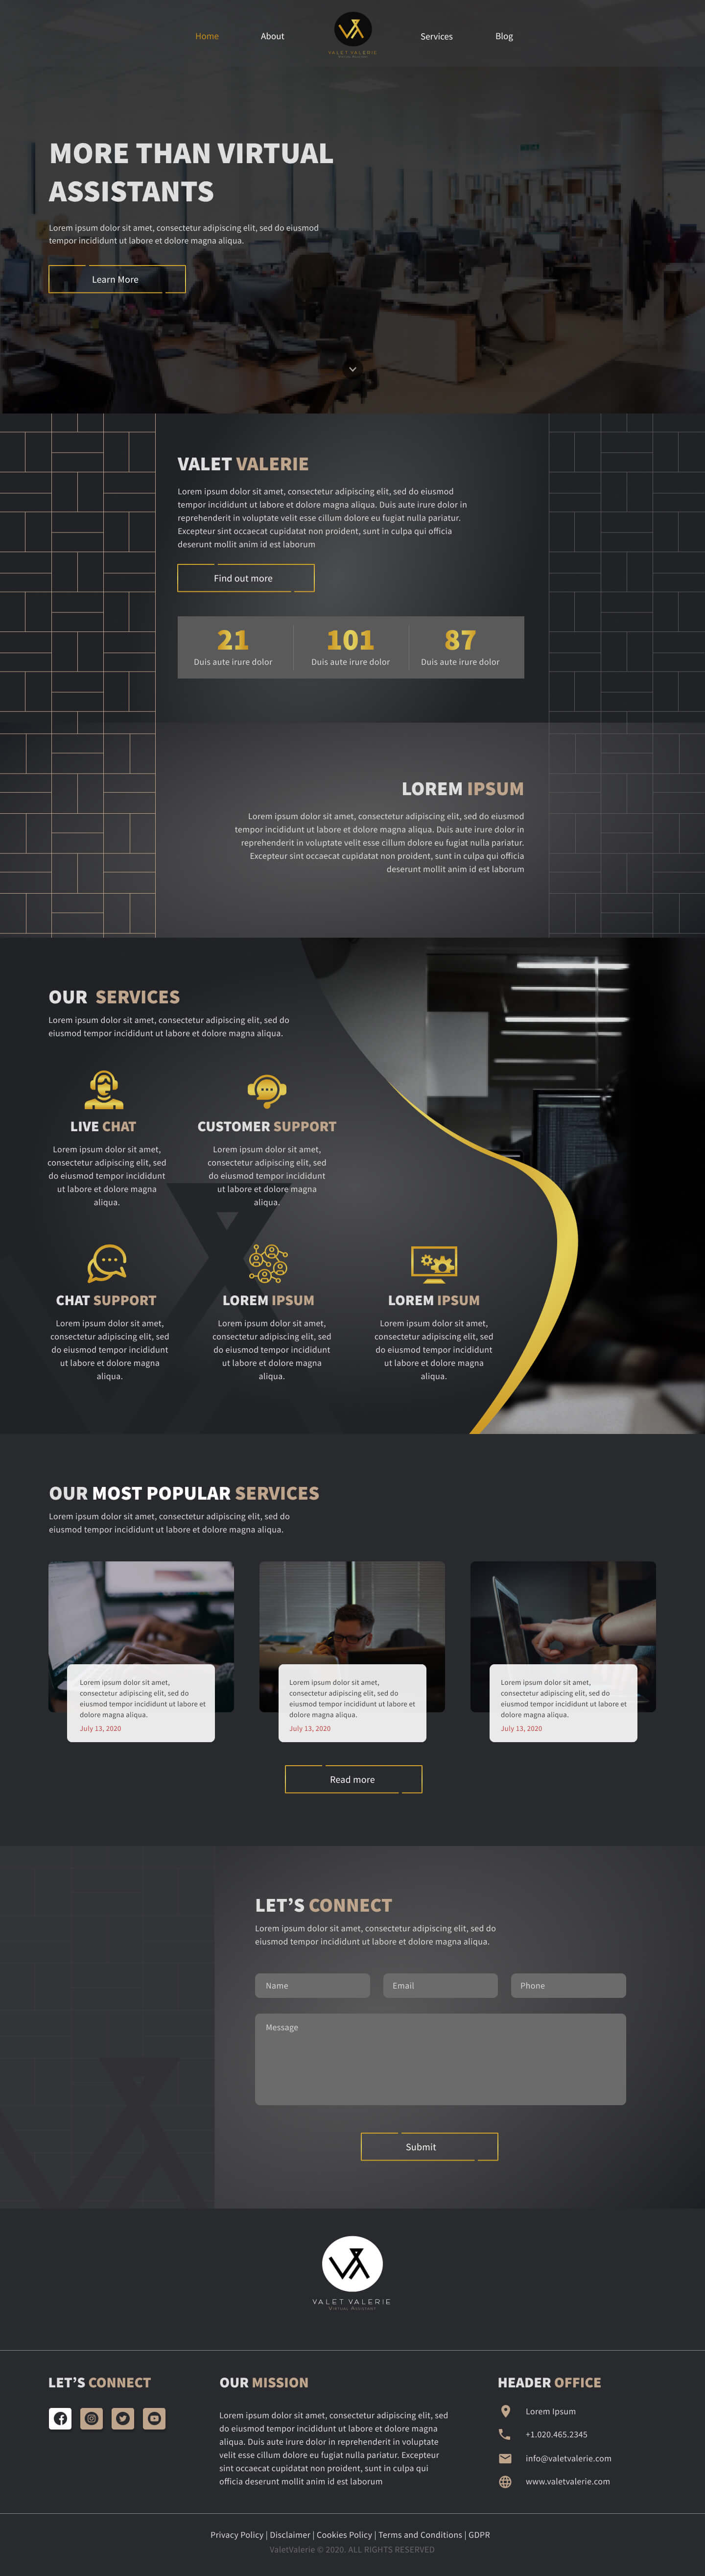 Home
About
VALET VALERIE
Services
Blog
MORE THAN VIRTUAL
ASSISTANTS
Lorem ipsum dolor sit amet, consectetur adipiscing elit, sed do eiusmod
tempor incididunt ut labore et dolore magna aliqua.
Learn More
VALET VALERIE
Lorem ipsum dolor sit amet, consectetur adipiscing elit, sed do eiusmod
tempor incididunt ut labore et dolore magna aliqua. Duis aute irure dolor in
reprehenderit in voluptate velit esse cillum dolore eu fugiat nulla pariatur.
Excepteur sint occaecat cupidatat non proident, sunt in culpa qui officia
deserunt mollit anim id est laborum
Find out more
21
Duis aute irure dolor
101
Duis aute irure dolor
87
Duis aute irure dolor
LOREM IPSUM
Lorem ipsum dolor sit amet, consectetur adipiscing elit, sed do eiusmod
tempor incididunt ut labore et dolore magna aliqua. Duis aute irure dolor in
reprehenderit in voluptate velit esse cillum dolore eu fugiat nulla pariatur.
Excepteur sint occaecat cupidatat non proident, sunt in culpa qui officia
deserunt mollit anim id est laborum
OUR SERVICES
Lorem ipsum dolor sit amet, consectetur adipiscing elit, sed do
eiusmod tempor incididunt ut labore et dolore magna aliqua.
LIVE CHAT
Lorem ipsum dolor sit amet,
consectetur adipiscing elit, sed
do eiusmod tempor incididunt
ut labore et dolore magna
aliqua.
CUSTOMER SUPPORT
Lorem ipsum dolor sit amet,
consectetur adipiscing elit, sed
do eiusmod tempor incididunt
ut labore et dolore magna
aliqua.
CHAT SUPPORT
Lorem ipsum dolor sit amet,
consectetur adipiscing elit, sed
do eiusmod tempor incididunt
ut labore et dolore magna
aliqua.
LOREM IPSUM
Lorem ipsum dolor sit amet,
consectetur adipiscing elit, sed
do eiusmod tempor incididunt
ut labore et dolore magna
aliqua.
LOREM IPSUM
Lorem ipsum dolor sit amet,
consectetur adipiscing elit, sed
do eiusmod tempor incididunt
ut labore et dolore magna
aliqua.
OUR MOST POPULAR SERVICES
Lorem ipsum dolor sit amet, consectetur adipiscing elit, sed do
eiusmod tempor incididunt ut labore et dolore magna aliqua.
Lorem ipsum dolor sit amet,
consectetur adipiscing elit, sed do
eiusmod tempor incididunt ut labore et
dolore magna aliqua.
July 13, 2020
Lorem ipsum dolor sit amet,
consectetur adipiscing elit, sed do
eiusmod tempor incididunt ut labore et
dolore magna aliqua.
July 13, 2020
Lorem ipsum dolor sit amet,
consectetur adipiscing elit, sed do
eiusmod tempor incididunt ut labore et
dolore magna aliqua.
July 13, 2020
Read more
LET'S CONNECT
Lorem ipsum dolor sit amet, consectetur adipiscing elit, sed do
eiusmod tempor incididunt ut labore et dolore magna aliqua.
Name
Email
Phone
Message
Submit
VALET VALERIE
Virtual Assistant
LET'S CONNECT
OUR MISSION
Lorem ipsum dolor sit amet, consectetur adipiscing elit, sed
do eiusmod tempor incididunt ut labore et dolore magna
aliqua. Duis aute irure dolor in reprehenderit in voluptate
velit esse cillum dolore eu fugiat nulla pariatur. Excepteur
sint occaecat cupidatat non proident, sunt in culpa qui
officia deserunt mollit anim id est laborum
HEADER OFFICE
Lorem Ipsum
+1.020.465.2345
info@valetvalerie.com
www.valetvalerie.com
Privacy Policy | Disclaimer | Cookies Policy | Terms and Conditions | GDPR
ValetValerie © 2020. ALL RIGHTS RESERVED